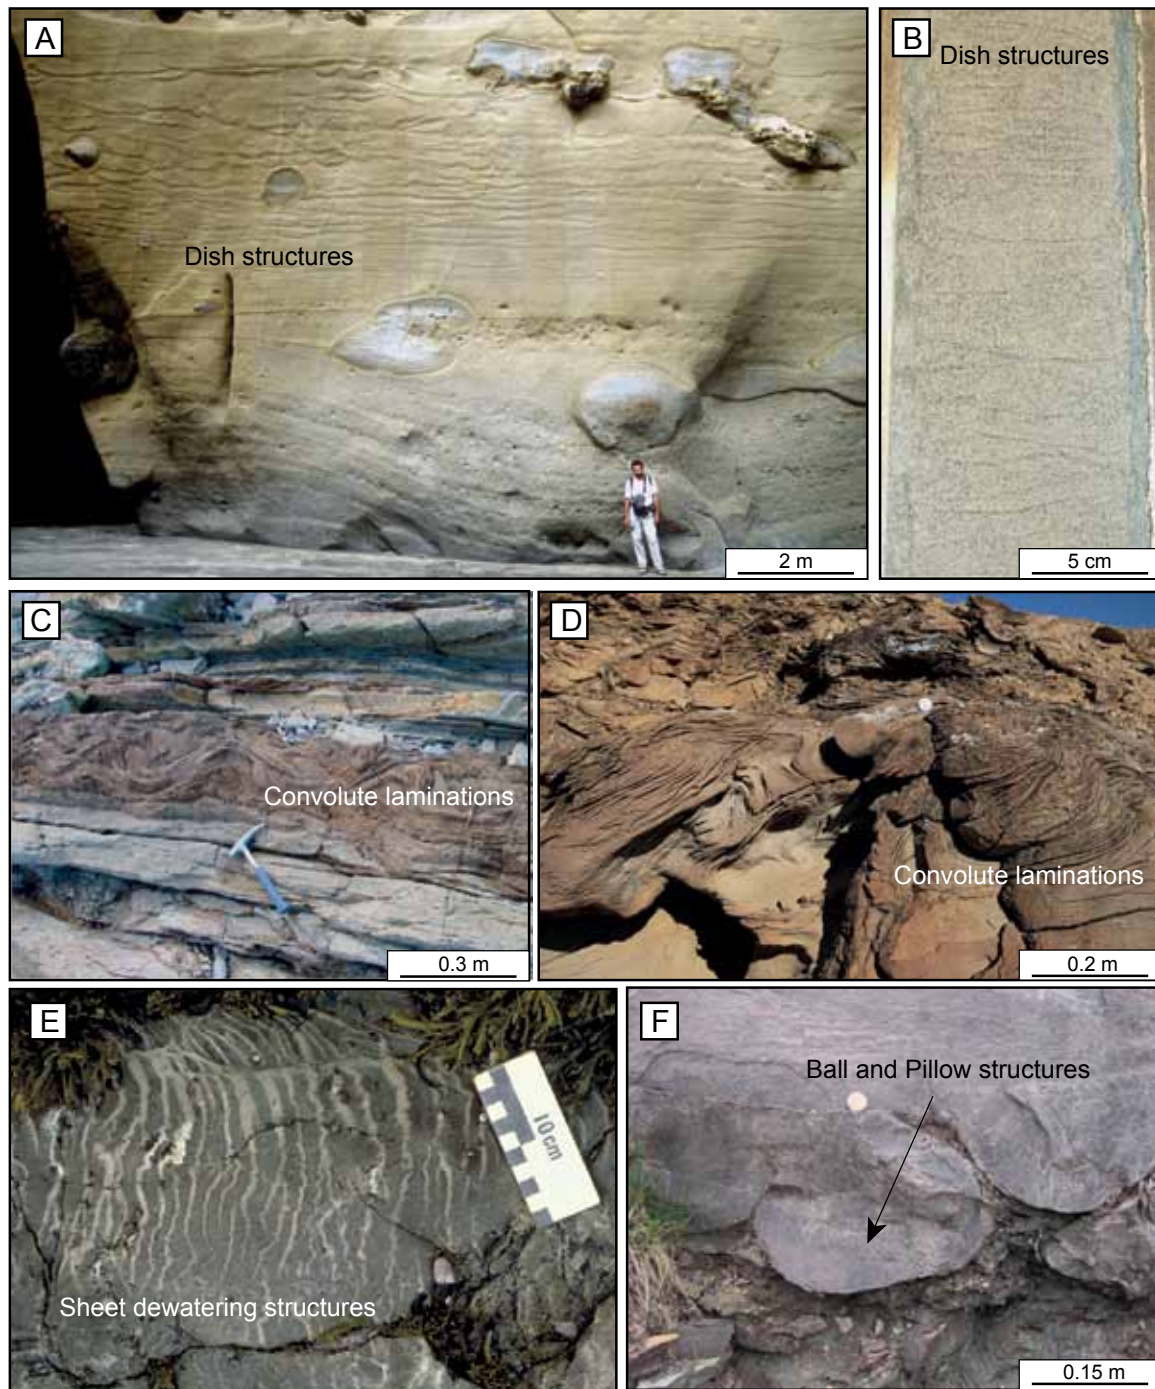 A
Dish structures
2 m
B
Dish structures
5 cm
C
Convolute laminations
0.3 m
D
Convolute laminations
0.2 m
E
10cm
Sheet dewatering structures
F
Ball and Pillow structures
0.15 m